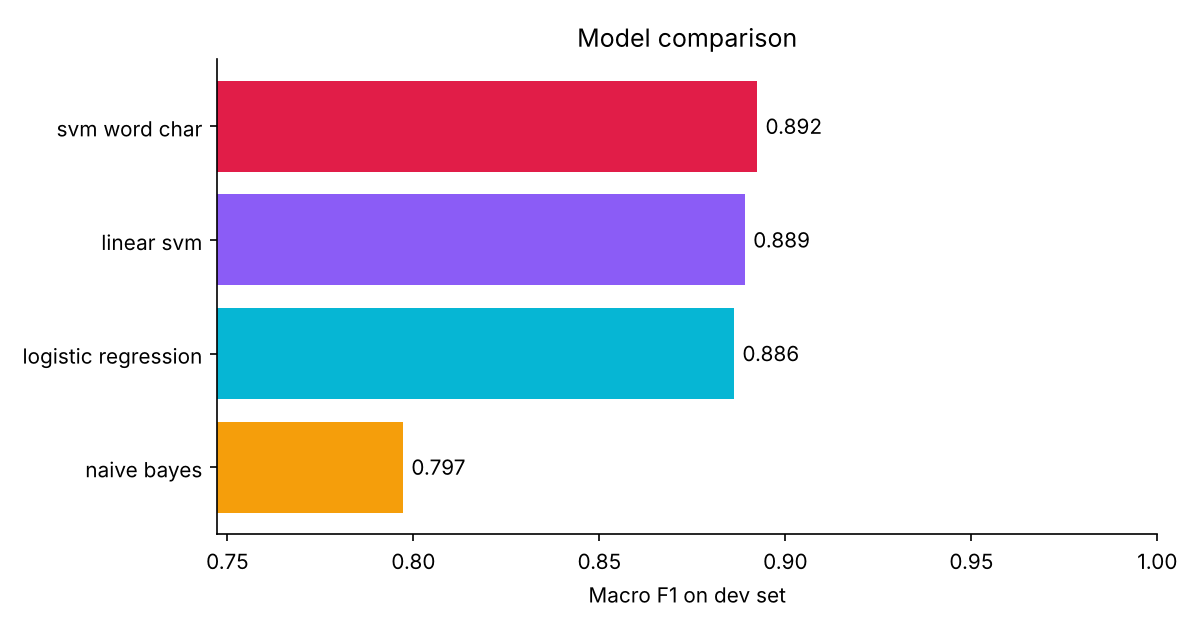 Model comparison
svm word char
0.892
linear svm
0.889
logistic regression
0.886
naive bayes
0.797
0.75 0.80 0.85 0.90 0.95 1.00
Macro F1 on dev set